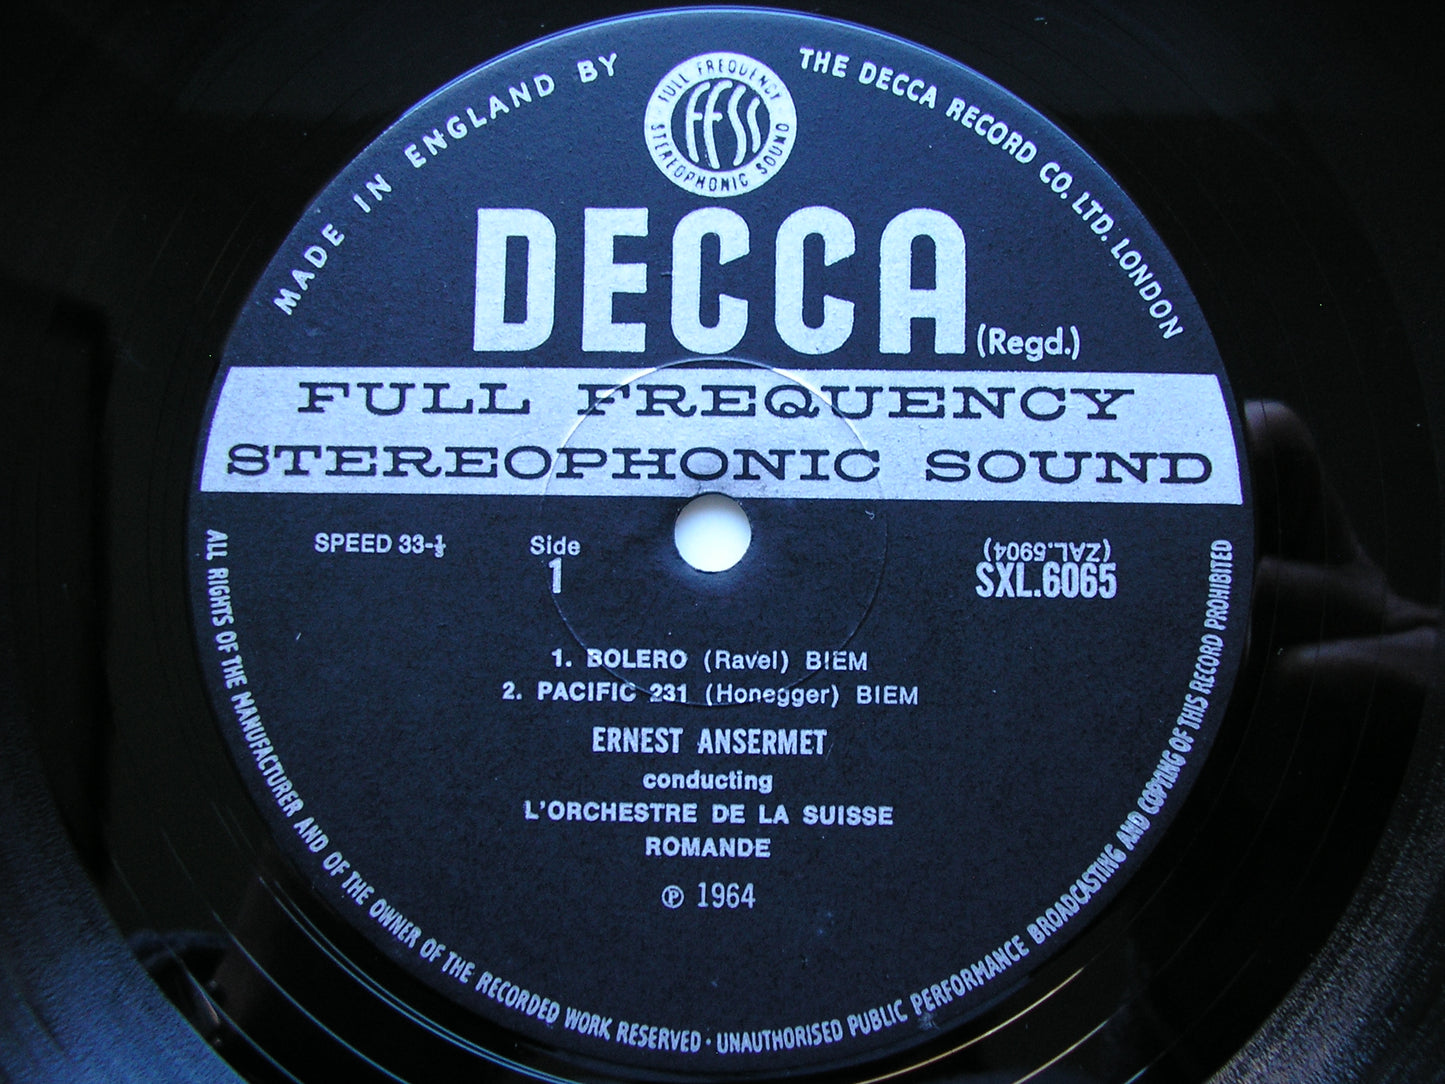 MADE IN ENGLAND BY
THE DECCA RECORD CO. LTD. LONDON
FULL FREQUENCY
FFSS
STEREOPHONIC SOUND
DECCA
(Regd.)
FULL FREQUENCY
STEREOPHONIC SOUND
SPEED 33-⅓
Side
1
(ZAL.5904)
SXL.6065
1. BOLERO (Ravel) BIEM
2. PACIFIC 231 (Honegger) BIEM
ERNEST ANSERMET
conducting
L'ORCHESTRE DE LA SUISSE
ROMANDE
℗ 1964
ALL RIGHTS OF THE MANUFACTURER AND OF THE OWNER OF THE RECORDED WORK RESERVED · UNAUTHORISED PUBLIC PERFORMANCE BROADCASTING AND COPYING OF THIS RECORD PROHIBITED